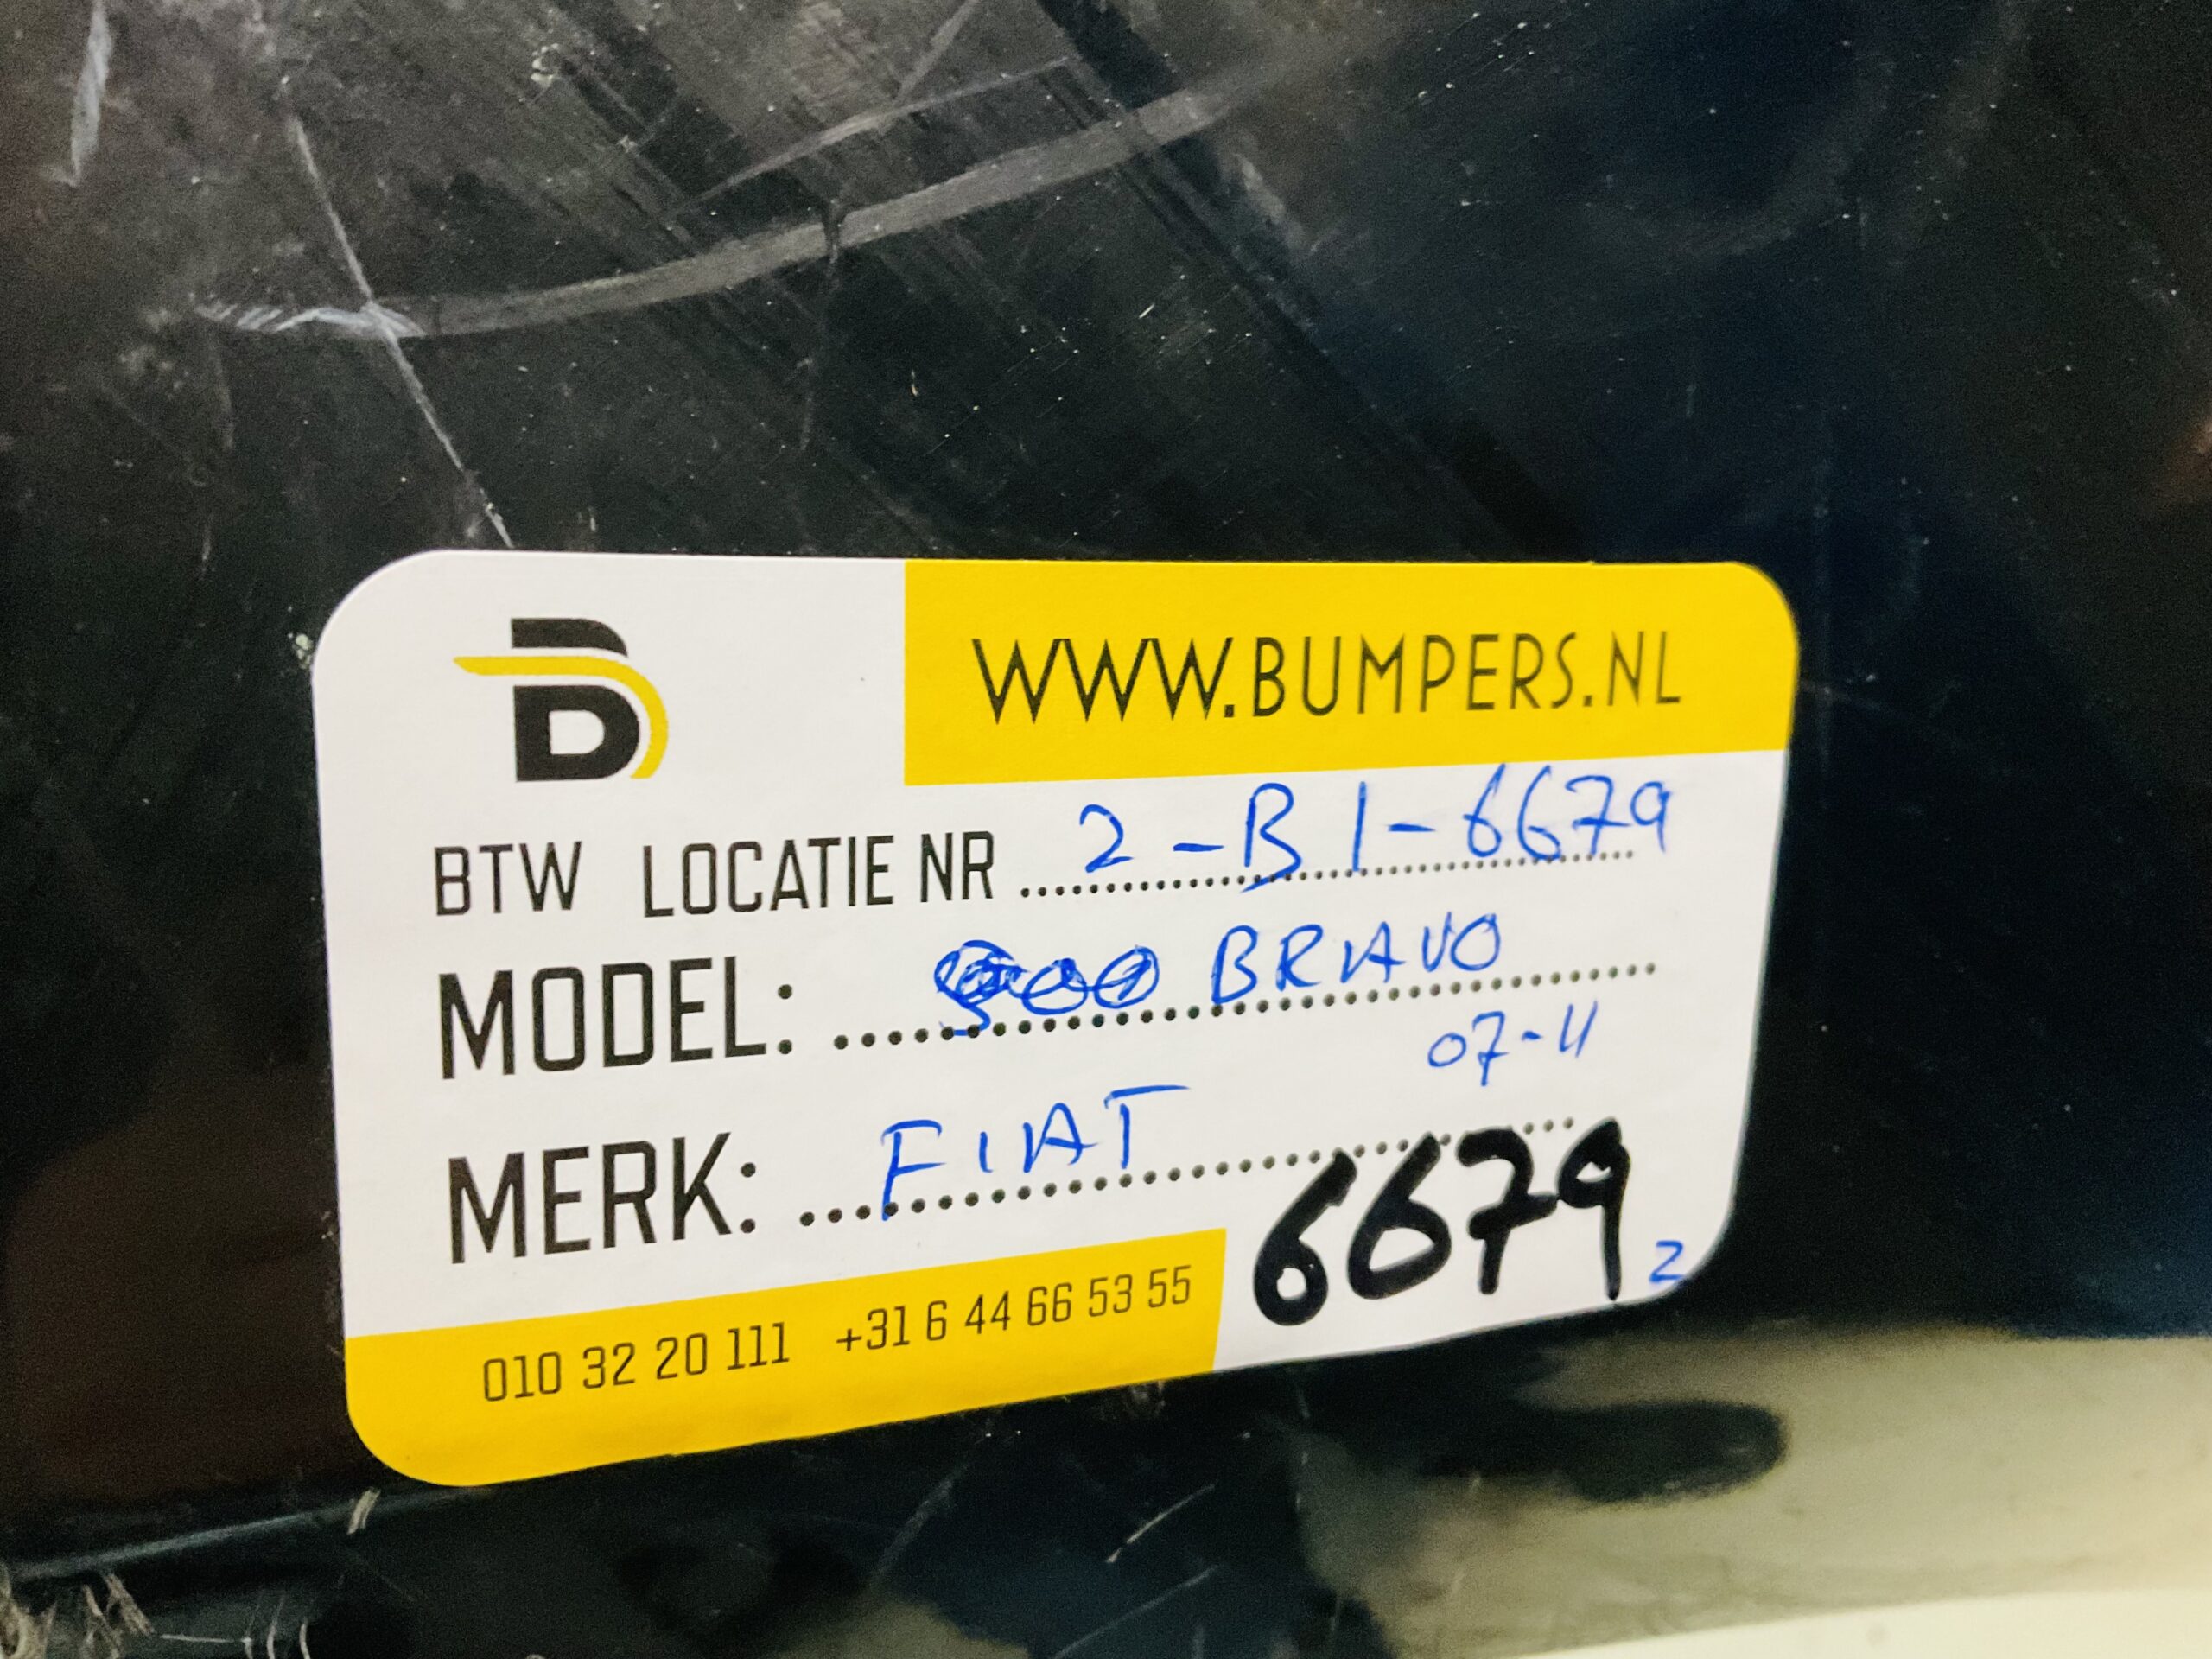 B
WWW.BUMPERS.NL
BTW LOCATIE NR 2-B1-6679
MODEL: BRAVO
07-11
MERK: FIAT
6679
2
010 32 20 111 +31 6 44 66 53 55